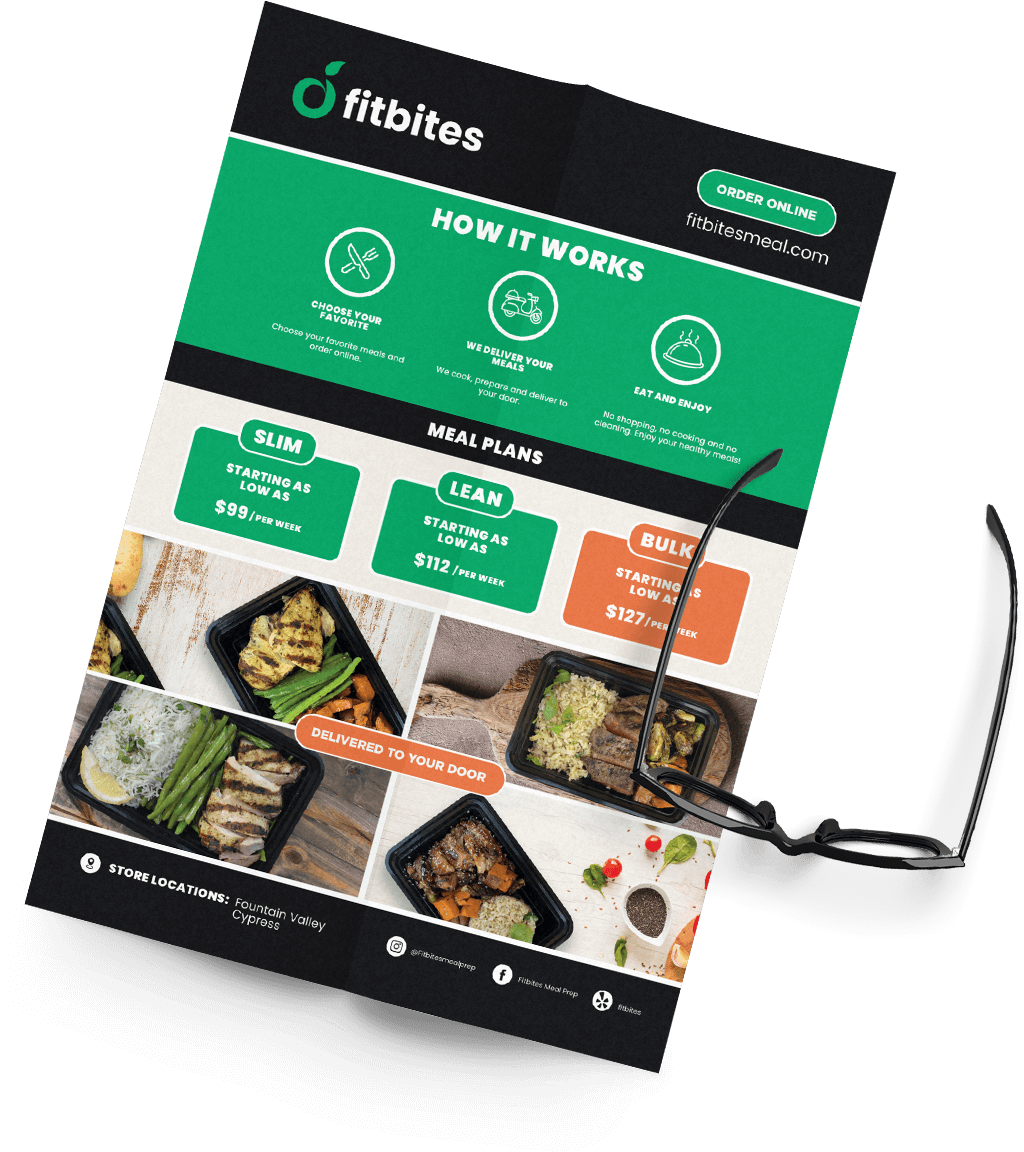 fitbites
ORDER ONLINE
fitbitesmeal.com
HOW IT WORKS
CHOOSE YOUR
FAVORITE
Choose your favorite meals and
order online.
WE DELIVER YOUR
MEALS
We cook, prepare and deliver to
your door.
EAT AND ENJOY
No shopping, no cooking and no
cleaning. Enjoy your healthy meals!
MEAL PLANS
SLIM
STARTING AS
LOW AS
$99/PER WEEK
LEAN
STARTING AS
LOW AS
$112 /PER WEEK
BULK
STARTING AS
LOW AS
$127/PER WEEK
DELIVERED TO YOUR DOOR
STORE LOCATIONS: Fountain Valley
Cypress
@Fitbitesmealprep
Fitbites Meal Prep
fitbites